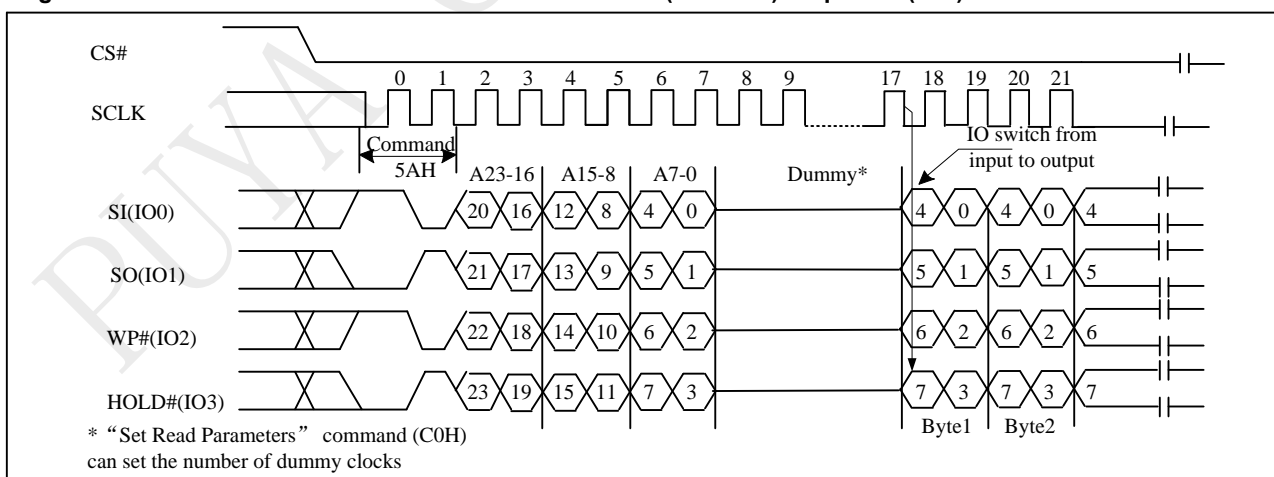 CS#
0 1 2 3 4 5 6 7 8 9 17 18 19 20 21
SCLK
IO switch from
input to output
Command
5AH
A23-16 A15-8 A7-0 Dummy*
SI(IO0) 20 16 12 8 4 0 4 0 4 0 4
SO(IO1) 21 17 13 9 5 1 5 1 5 1 5
WP#(IO2) 22 18 14 10 6 2 6 2 6 2 6
HOLD#(IO3) 23 19 15 11 7 3 7 3 7 3 7
Byte1 Byte2
* “Set Read Parameters” command (C0H)
can set the number of dummy clocks
PUYA